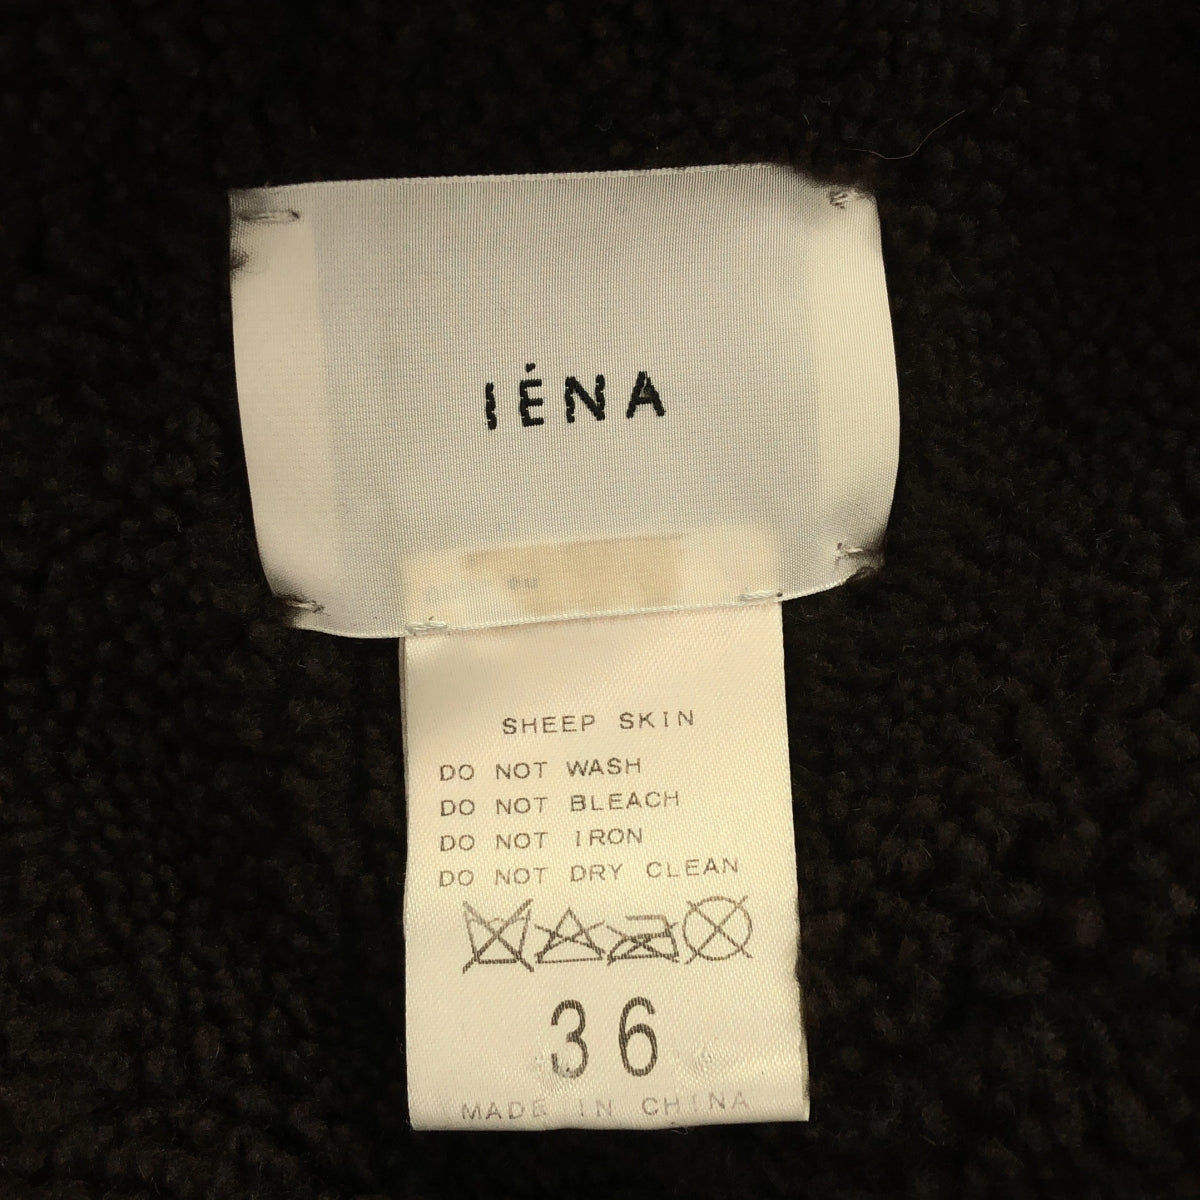 IĖNA
SHEEP SKIN
DO NOT WASH
DO NOT BLEACH
DO NOT IRON
DO NOT DRY CLEAN
36
MADE IN CHINA